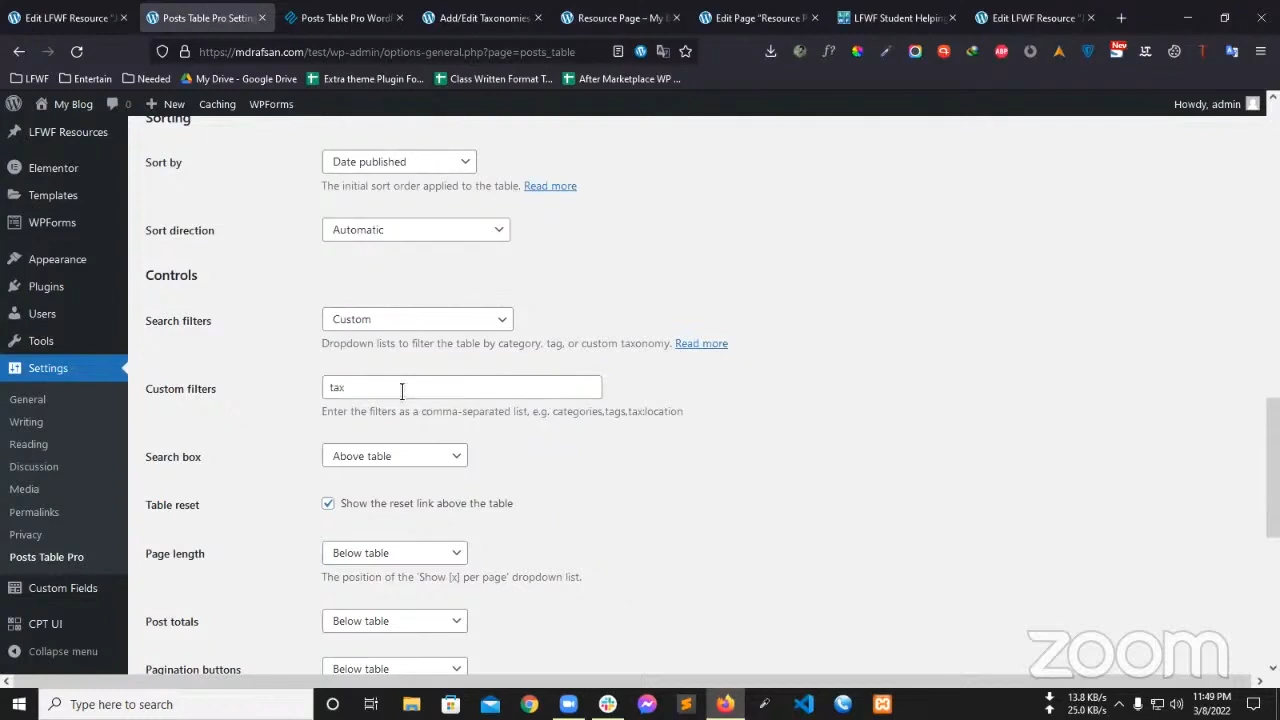 Edit LFWF Resource "J
Posts Table Pro Settin
Posts Table Pro WordP
Add/Edit Taxonomies
Resource Page – My B
Edit Page "Resource P
LFWF Student Helping
Edit LFWF Resource "J
https://mdrafsan.com/test/wp-admin/options-general.php?page=posts_table
New
LFWF
Entertain
Needed
My Drive - Google Drive
Extra theme Plugin Fo...
Class Written Format T...
After Marketplace WP ...
My Blog
0
New
Caching
WPForms
Howdy, admin
LFWF Resources
Elementor
Templates
WPForms
Appearance
Plugins
Users
Tools
Settings
General
Writing
Reading
Discussion
Media
Permalinks
Privacy
Posts Table Pro
Custom Fields
CPT UI
Collapse menu
Sorting
Sort by
Date published
The initial sort order applied to the table. Read more
Sort direction
Automatic
Controls
Search filters
Custom
Dropdown lists to filter the table by category, tag, or custom taxonomy. Read more
Custom filters
tax
Enter the filters as a comma-separated list, e.g. categories,tags,tax:location
Search box
Above table
Table reset
Show the reset link above the table
Page length
Below table
The position of the 'Show [x] per page' dropdown list.
Post totals
Below table
Pagination buttons
Below table
zoom
Type here to search
13.8 KB/s
25.0 KB/s
11:49 PM
3/8/2022